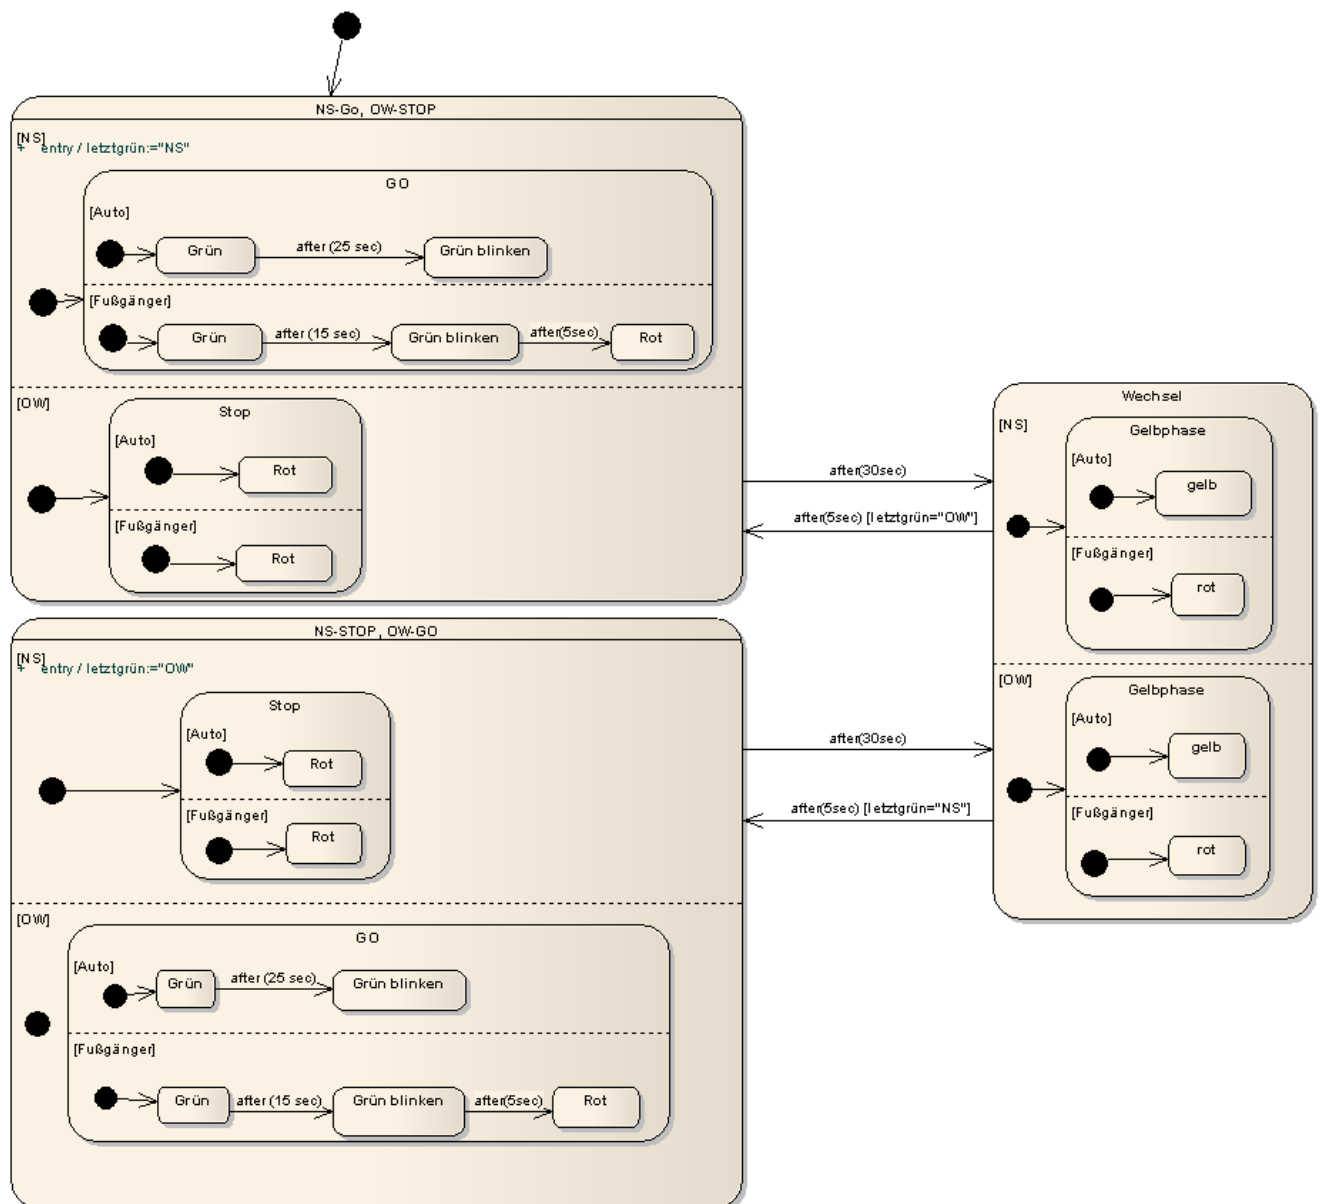 NS-Go, OW-STOP
[NS]
+ entry / letztgrün:="NS"
GO
[Auto]
Grün
after (25 sec)
Grün blinken
[Fußgänger]
Grün
after (15 sec)
Grün blinken
after(5sec)
Rot
[OW]
Stop
[Auto]
Rot
[Fußgänger]
Rot
after(30sec)
after(5sec) [letztgrün="OW"]
Wechsel
[NS]
Gelbphase
[Auto]
gelb
[Fußgänger]
rot
[OW]
Gelbphase
[Auto]
gelb
[Fußgänger]
rot
NS-STOP, OW-GO
[NS]
+ entry / letztgrün:="OW"
Stop
[Auto]
Rot
[Fußgänger]
Rot
after(30sec)
after(5sec) [letztgrün="NS"]
[OW]
GO
[Auto]
Grün
after (25 sec)
Grün blinken
[Fußgänger]
Grün
after (15 sec)
Grün blinken
after(5sec)
Rot